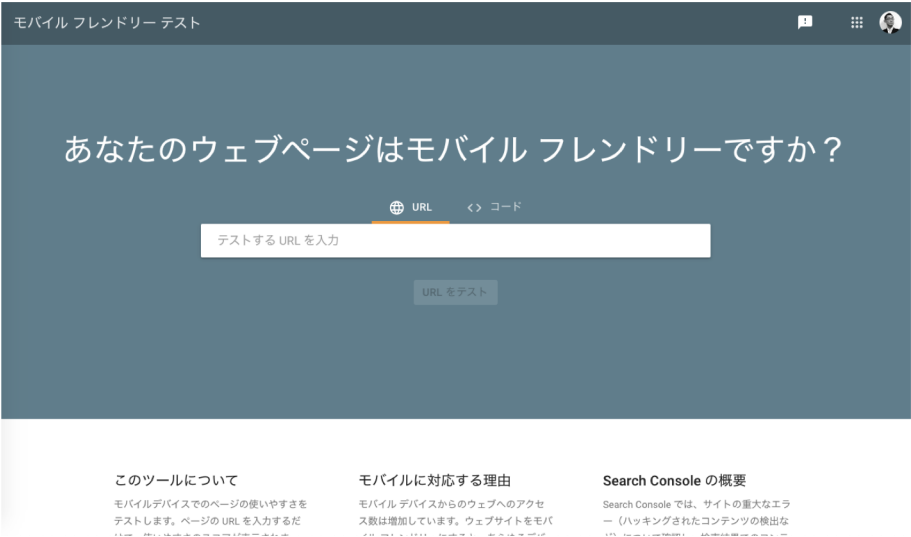 モバイル フレンドリー テスト
あなたのウェブページはモバイル フレンドリーですか？
URL
<> コード
テストする URL を入力
URL をテスト
このツールについて
モバイルデバイスでのページの使いやすさを
テストします。ページの URL を入力するだ
モバイルに対応する理由
モバイル デバイスからのウェブへのアクセ
ス数は増加しています。ウェブサイトをモバ
Search Console の概要
Search Console では、サイトの重大なエラ
ー（ハッキングされたコンテンツの検出な